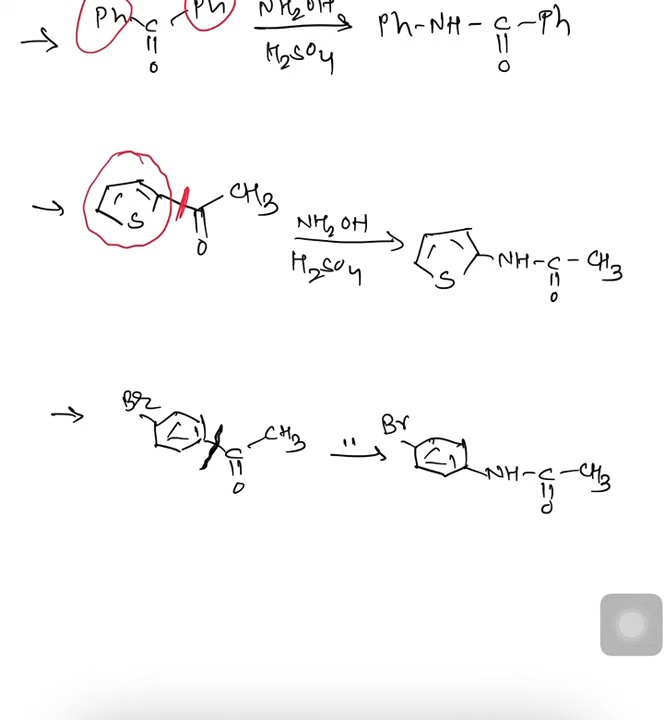 → Ph-C-Ph NH₂OH, H₂SO₄ → Ph-NH-C-Ph
|| O || O
→ S C CH₃ || O NH₂OH H₂SO₄ → S -NH-C-CH₃ || O
→ Br C-CH₃ || O '' → Br -NH-C-CH₃ || O